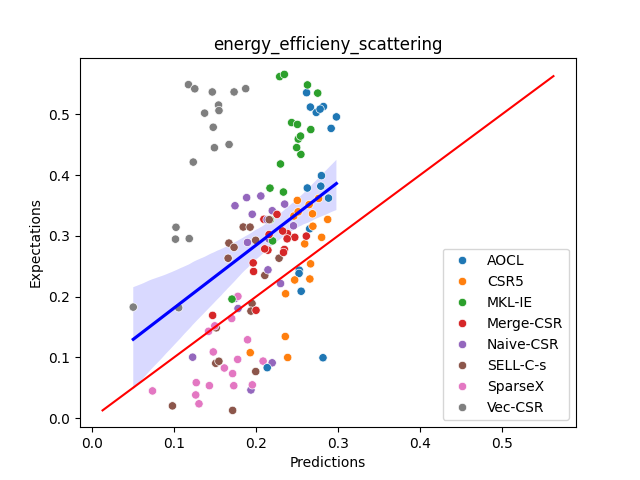 energy_efficieny_scattering
Expectations
0.5
0.4
0.3
0.2
0.1
0.0
0.0 0.1 0.2 0.3 0.4 0.5
Predictions
AOCL
CSR5
MKL-IE
Merge-CSR
Naive-CSR
SELL-C-s
SparseX
Vec-CSR